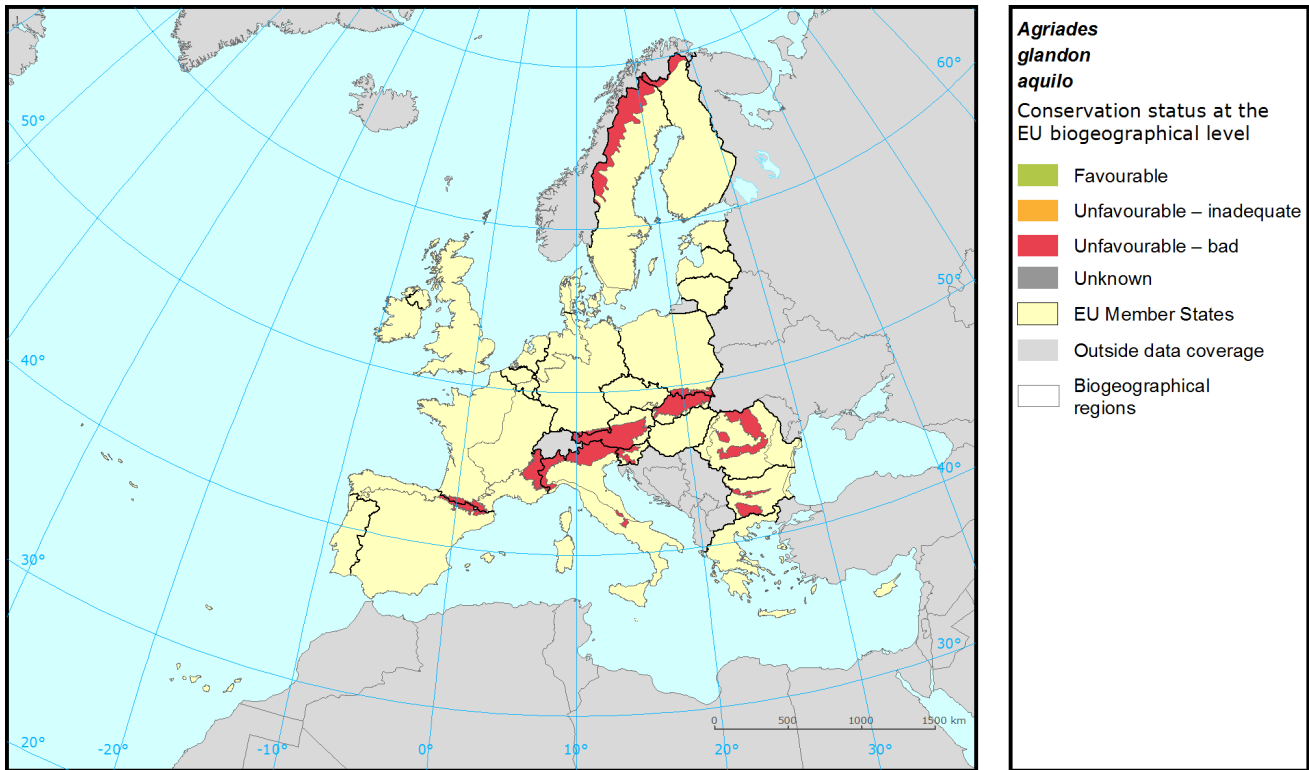 Agriades
glandon
aquilo
Conservation status at the
EU biogeographical level
Favourable
Unfavourable – inadequate
Unfavourable – bad
Unknown
EU Member States
Outside data coverage
Biogeographical
regions
60°
50°
50°
40°
40°
30°
30°
20°
-20°
-10°
0°
10°
20°
30°
0
500
1000
1500 km